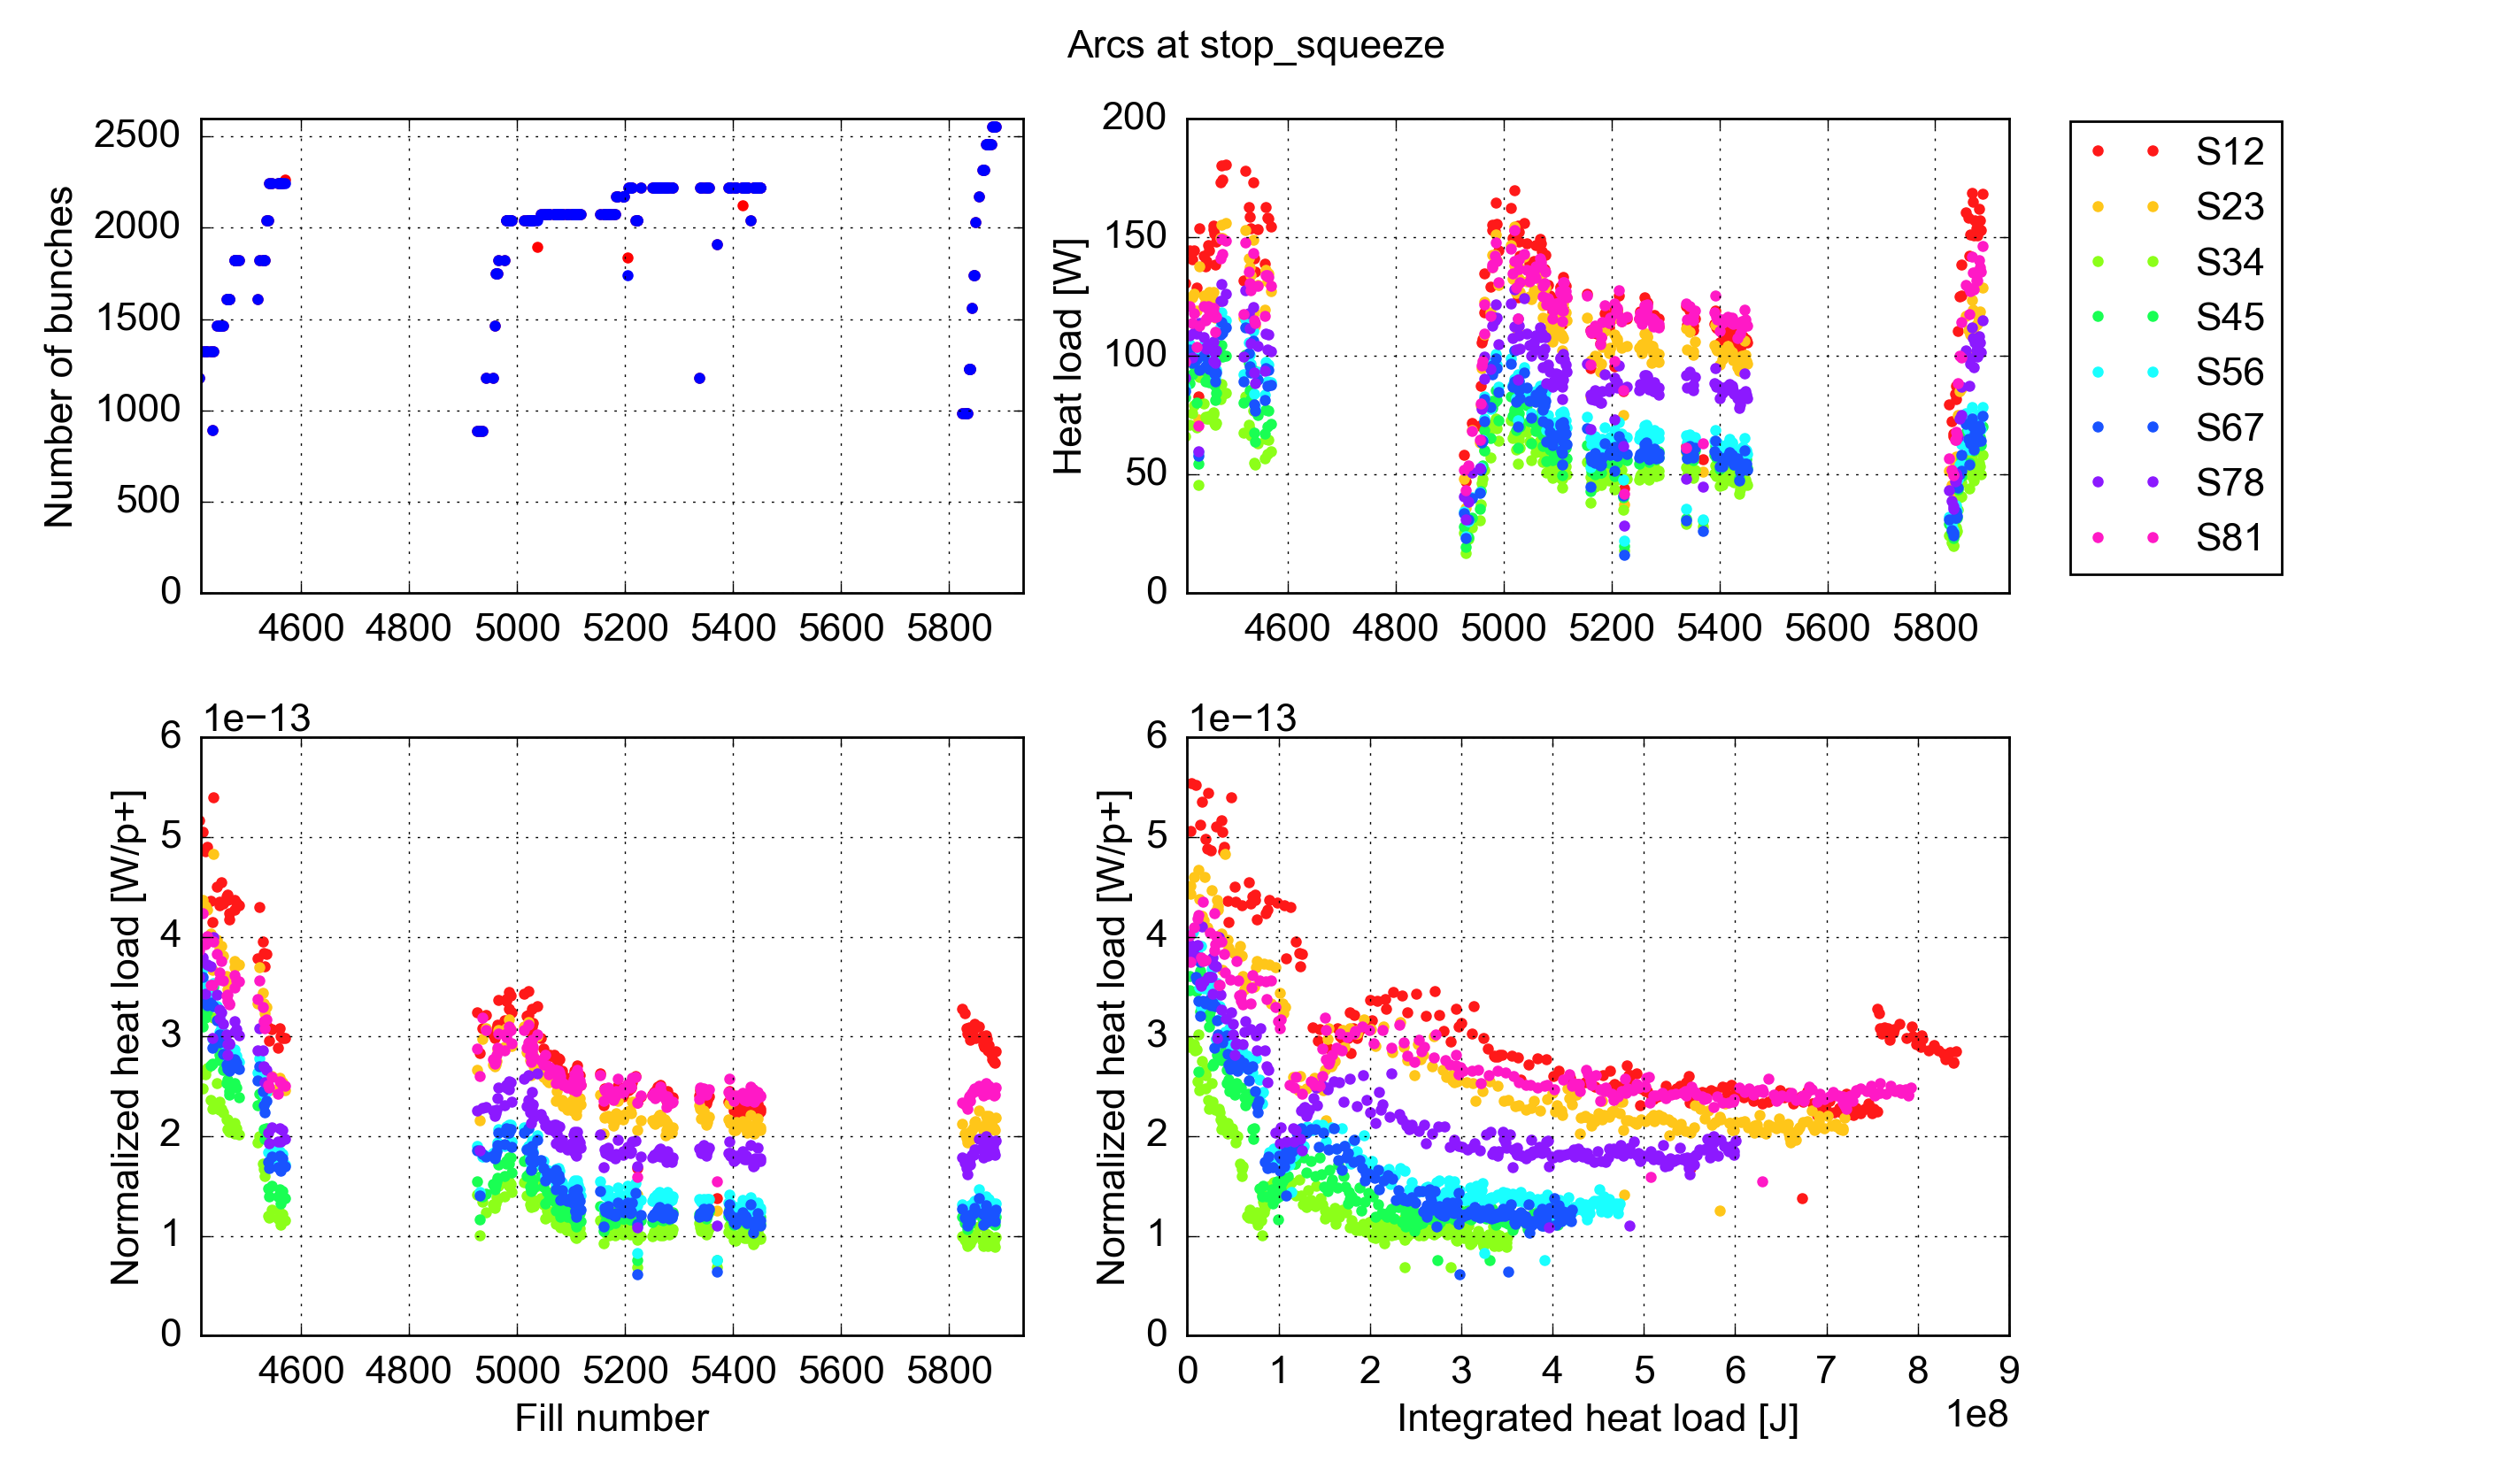 Arcs at stop_squeeze
Number of bunches
2500
2000
1500
1000
500
0
4600 4800 5000 5200 5400 5600 5800
Heat load [W]
200
150
100
50
0
4600 4800 5000 5200 5400 5600 5800
S12
S23
S34
S45
S56
S67
S78
S81
1e−13
Normalized heat load [W/p+]
6
5
4
3
2
1
0
4600 4800 5000 5200 5400 5600 5800
Fill number
1e−13
Normalized heat load [W/p+]
6
5
4
3
2
1
0
0 1 2 3 4 5 6 7 8 9
Integrated heat load [J]
1e8